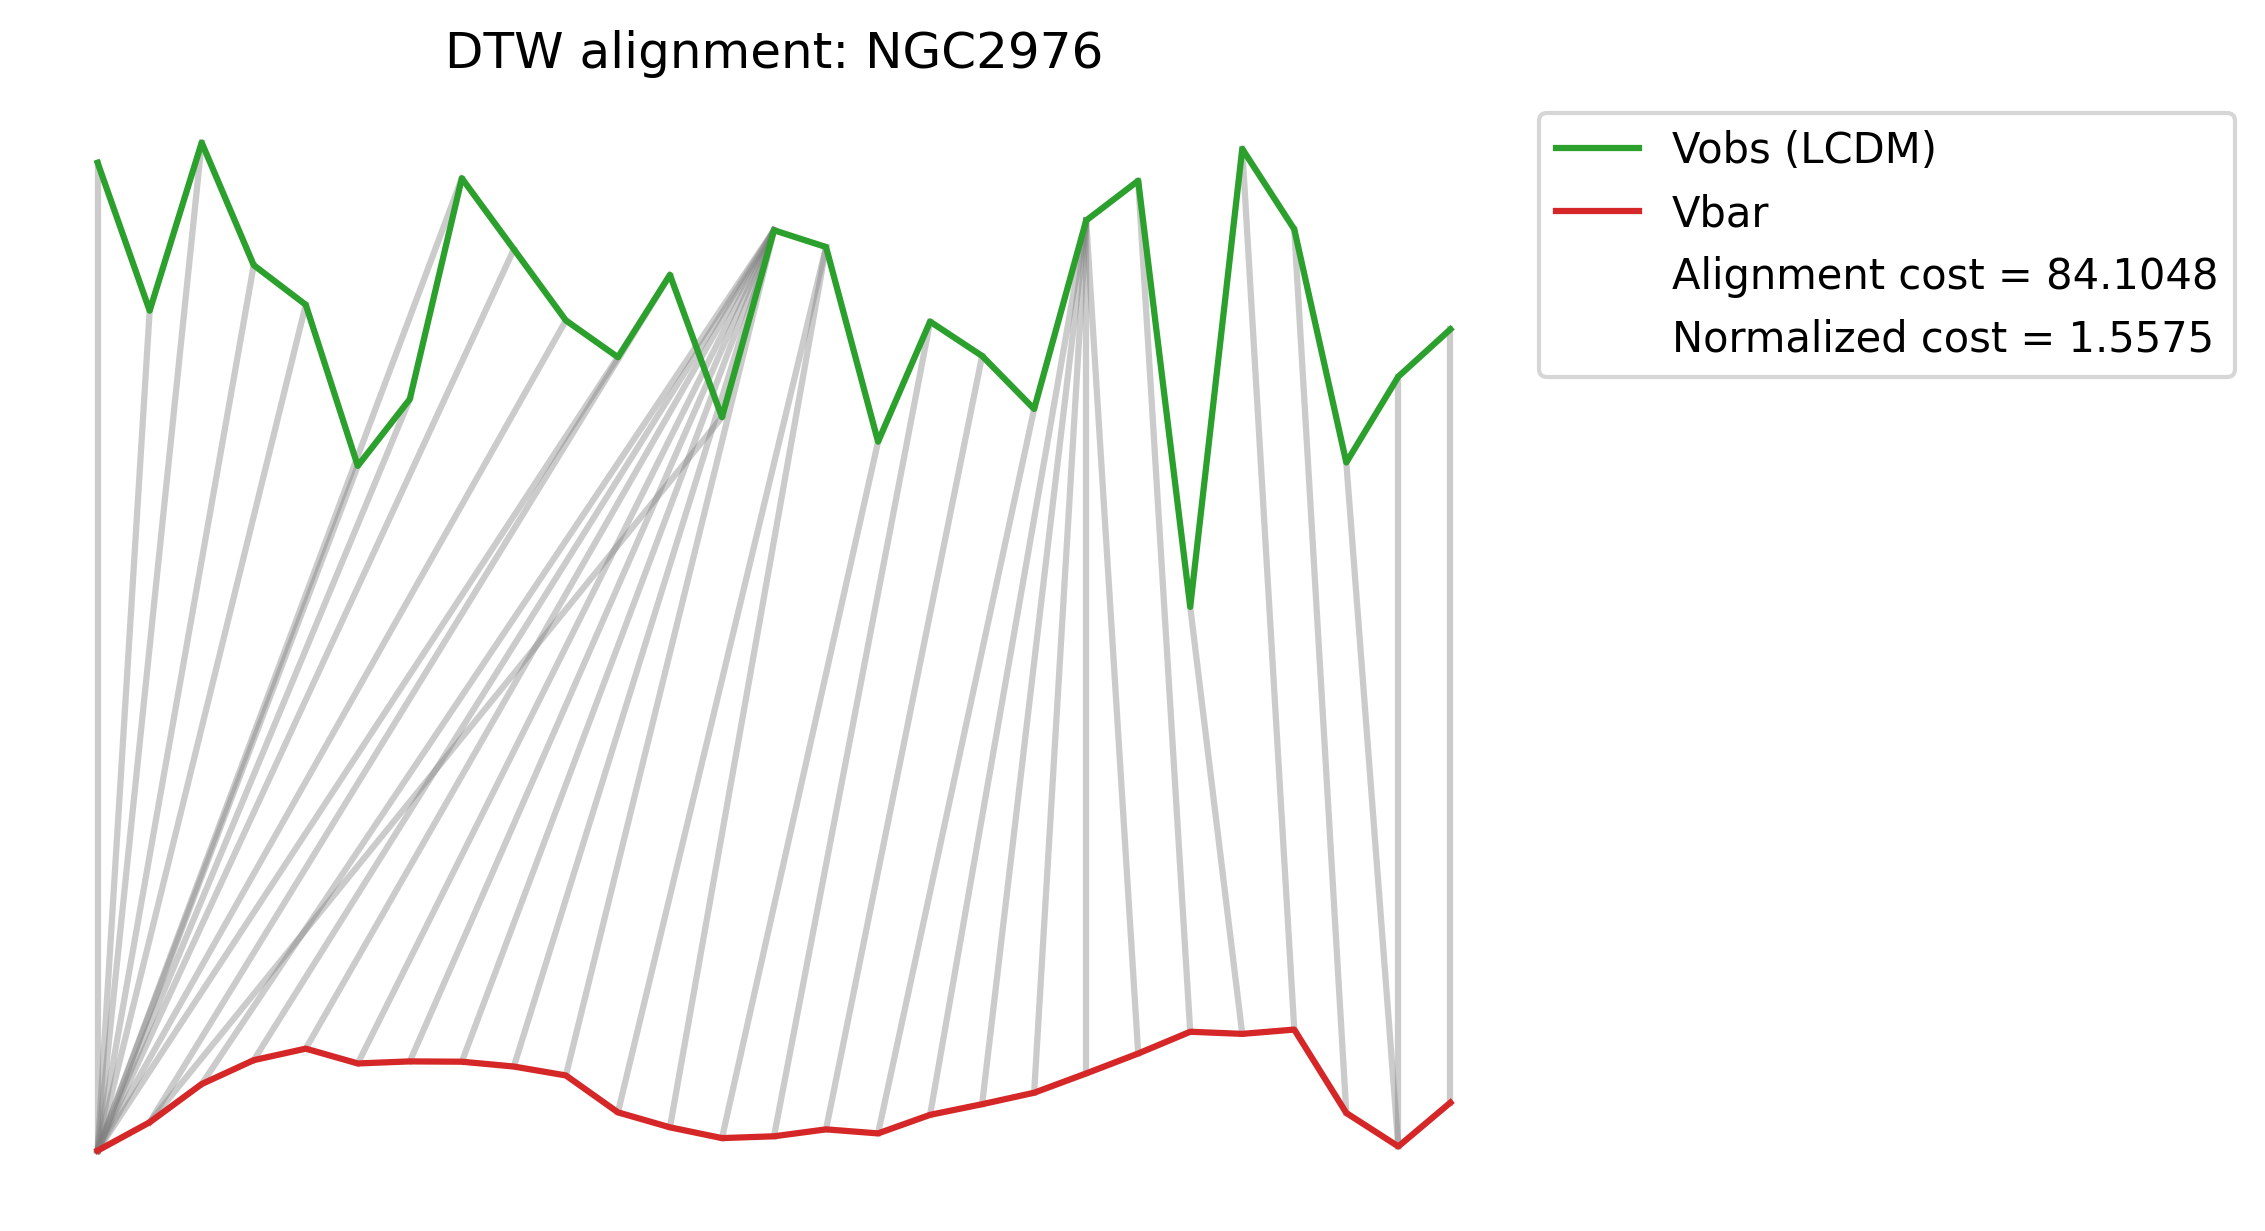 DTW alignment: NGC2976
Vobs (LCDM)
Vbar
Alignment cost = 84.1048
Normalized cost = 1.5575